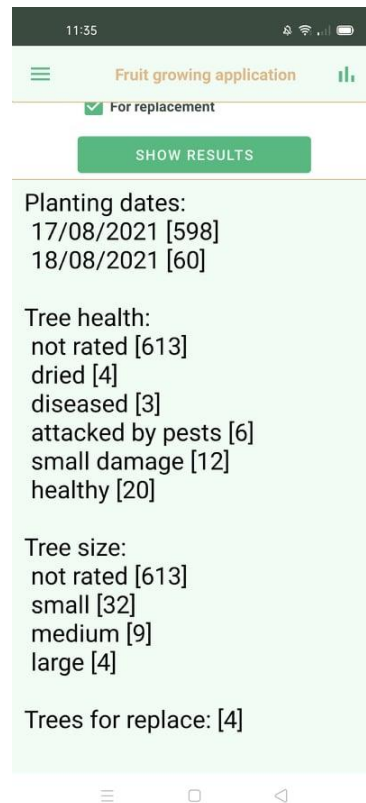 11:35
Fruit growing application
For replacement
SHOW RESULTS
Planting dates:
17/08/2021 [598]
18/08/2021 [60]
Tree health:
not rated [613]
dried [4]
diseased [3]
attacked by pests [6]
small damage [12]
healthy [20]
Tree size:
not rated [613]
small [32]
medium [9]
large [4]
Trees for replace: [4]